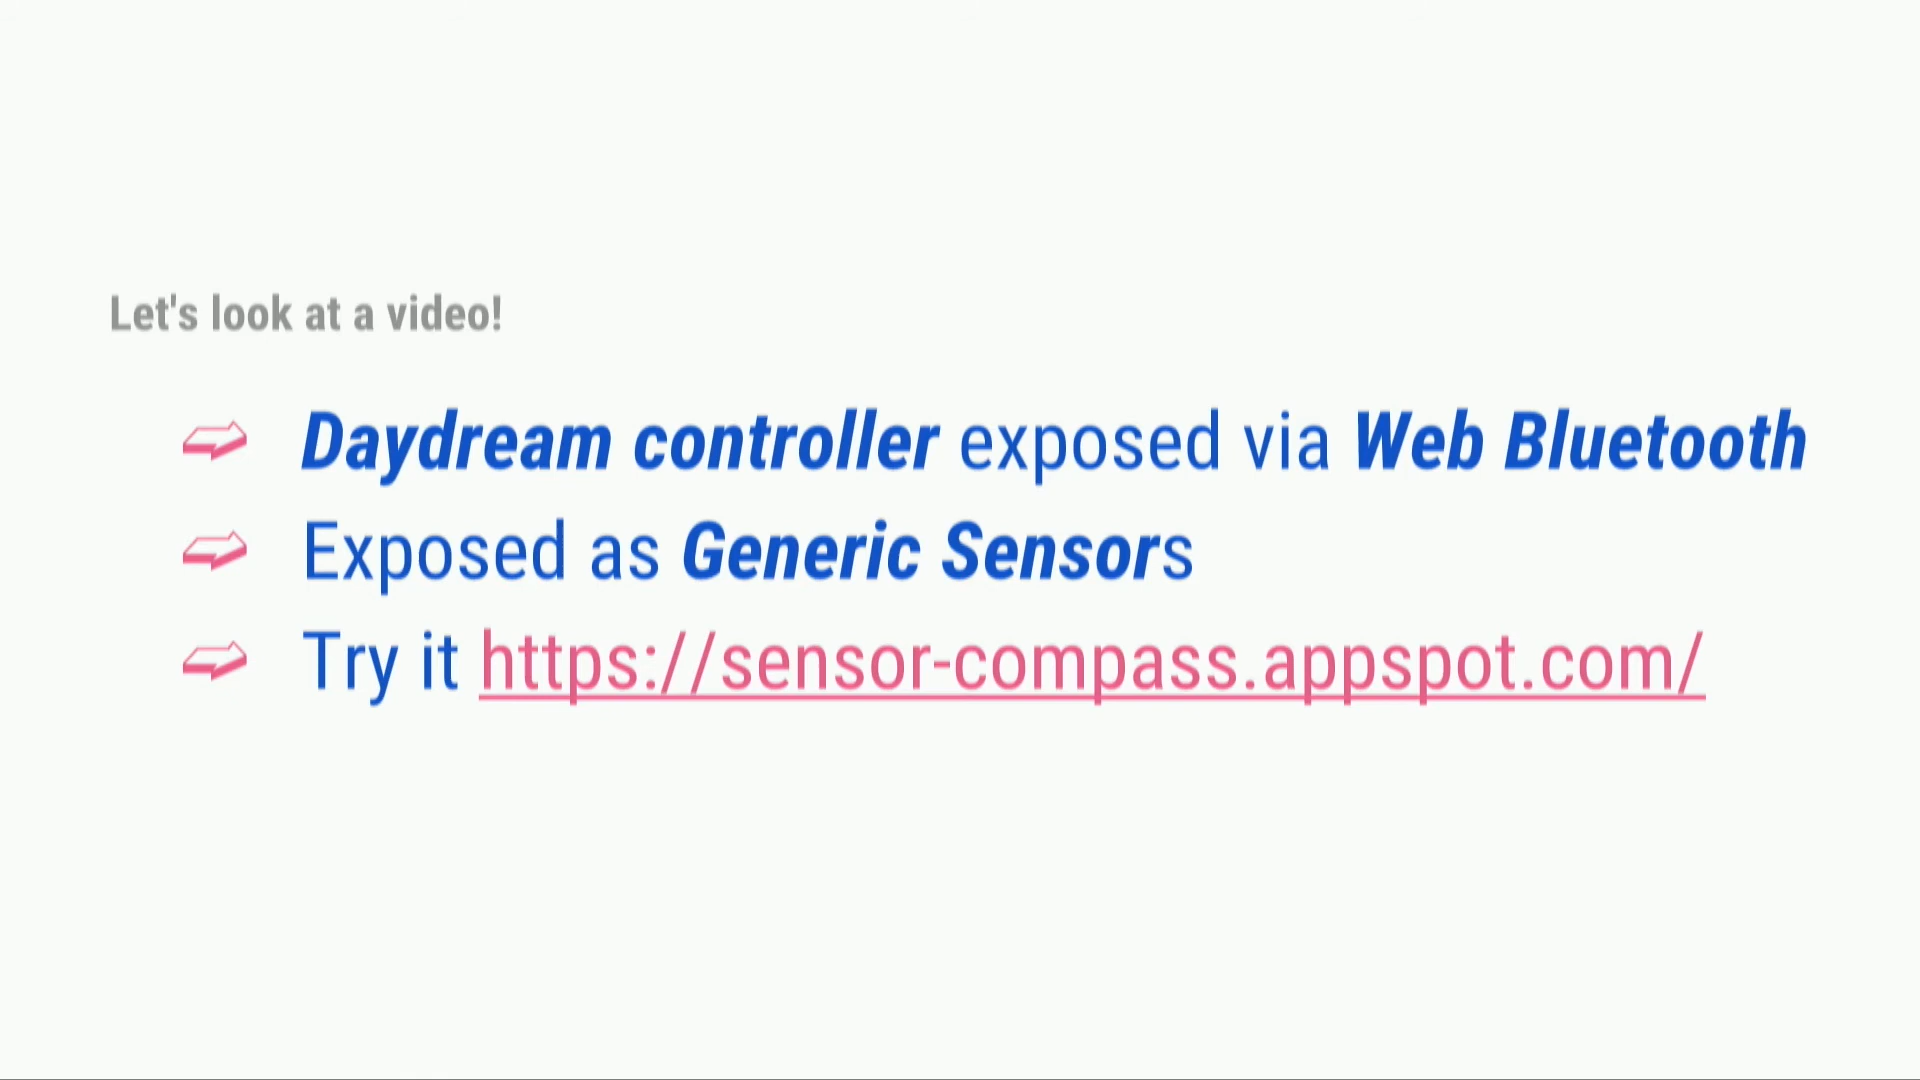 Let's look at a video!
➩ Daydream controller exposed via Web Bluetooth
➩ Exposed as Generic Sensors
➩ Try it https://sensor-compass.appspot.com/